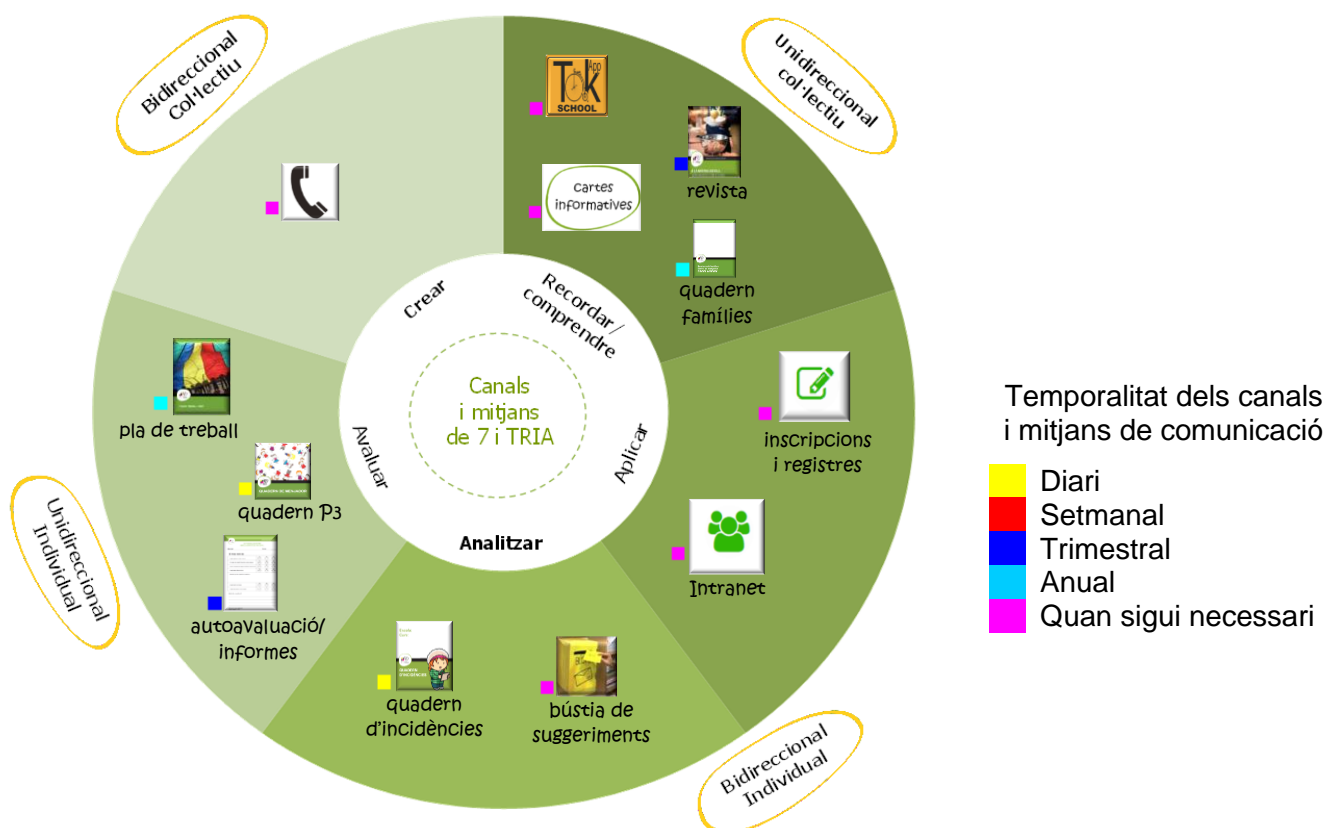 Bidireccional
Col·lectiu
Unidireccional
col·lectiu
Tok
App
SCHOOL
revista
cartes
informatives
quadern
famílies
Crear
Recordar/
comprendre
Canals
i mitjans
de 7 i TRIA
Avaluar
Aplicar
Analitzar
pla de treball
quadern P3
autoavaluació/
informes
inscripcions
i registres
Intranet
Unidireccional
Individual
quadern
d'incidències
bústia de
suggeriments
Bidireccional
Individual
Temporalitat dels canals
i mitjans de comunicació
Diari
Setmanal
Trimestral
Anual
Quan sigui necessari